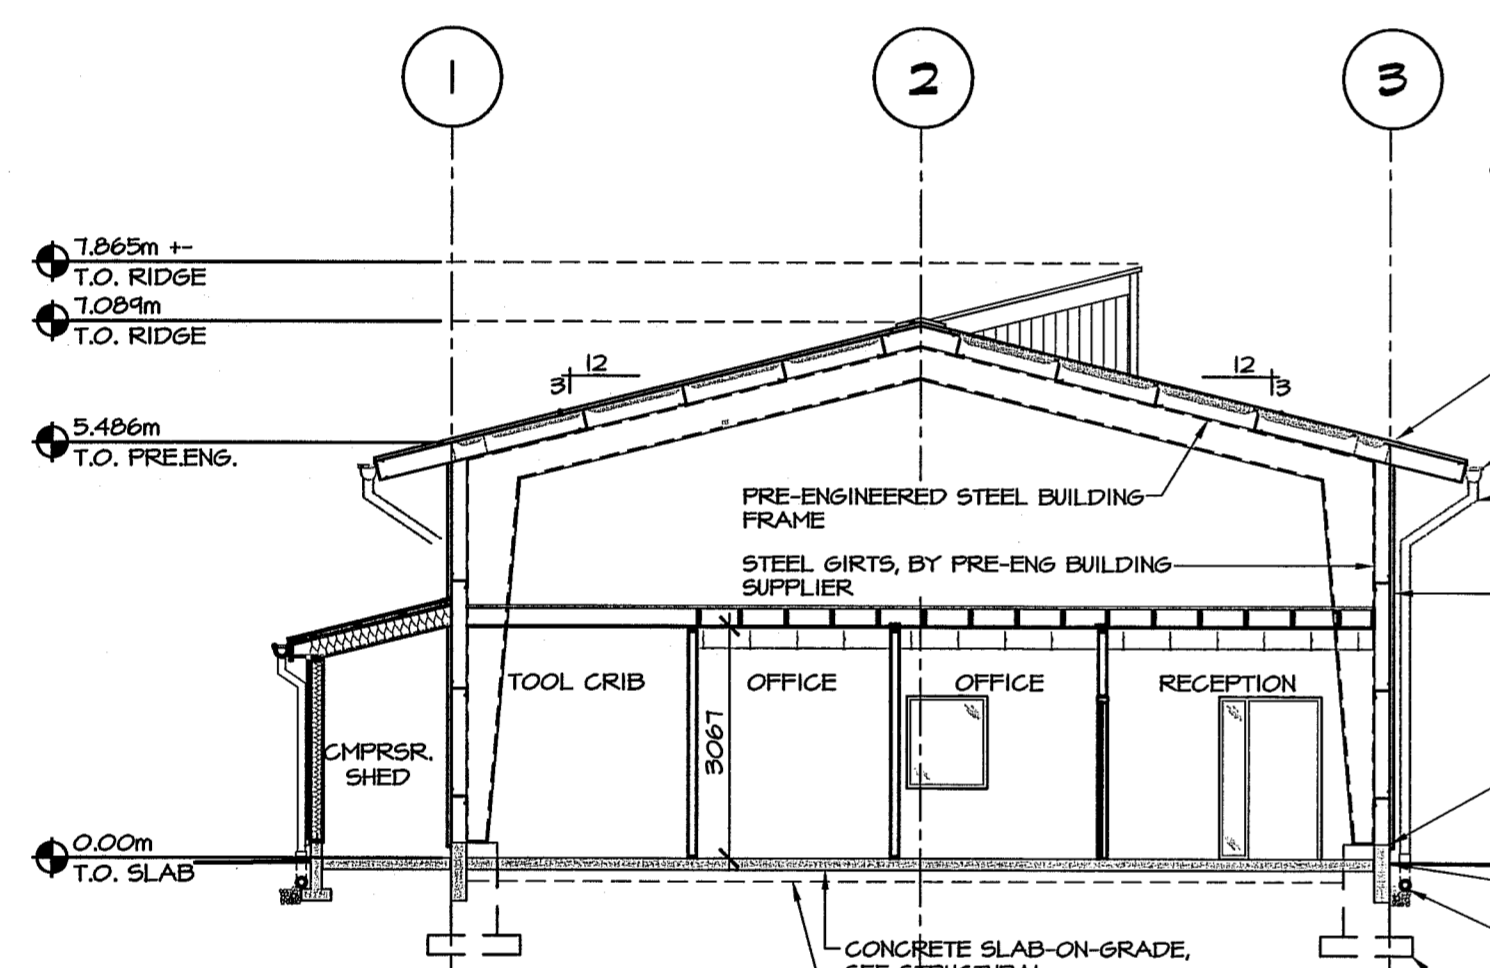 1 2 3
7.865m +-
T.O. RIDGE
7.089m
T.O. RIDGE
12
3
12
3
5.486m
T.O. PRE.ENG.
PRE-ENGINEERED STEEL BUILDING
FRAME
STEEL GIRTS, BY PRE-ENG BUILDING
SUPPLIER
TOOL CRIB OFFICE OFFICE RECEPTION
3067
CMPRSR.
SHED
0.00m
T.O. SLAB
CONCRETE SLAB-ON-GRADE,